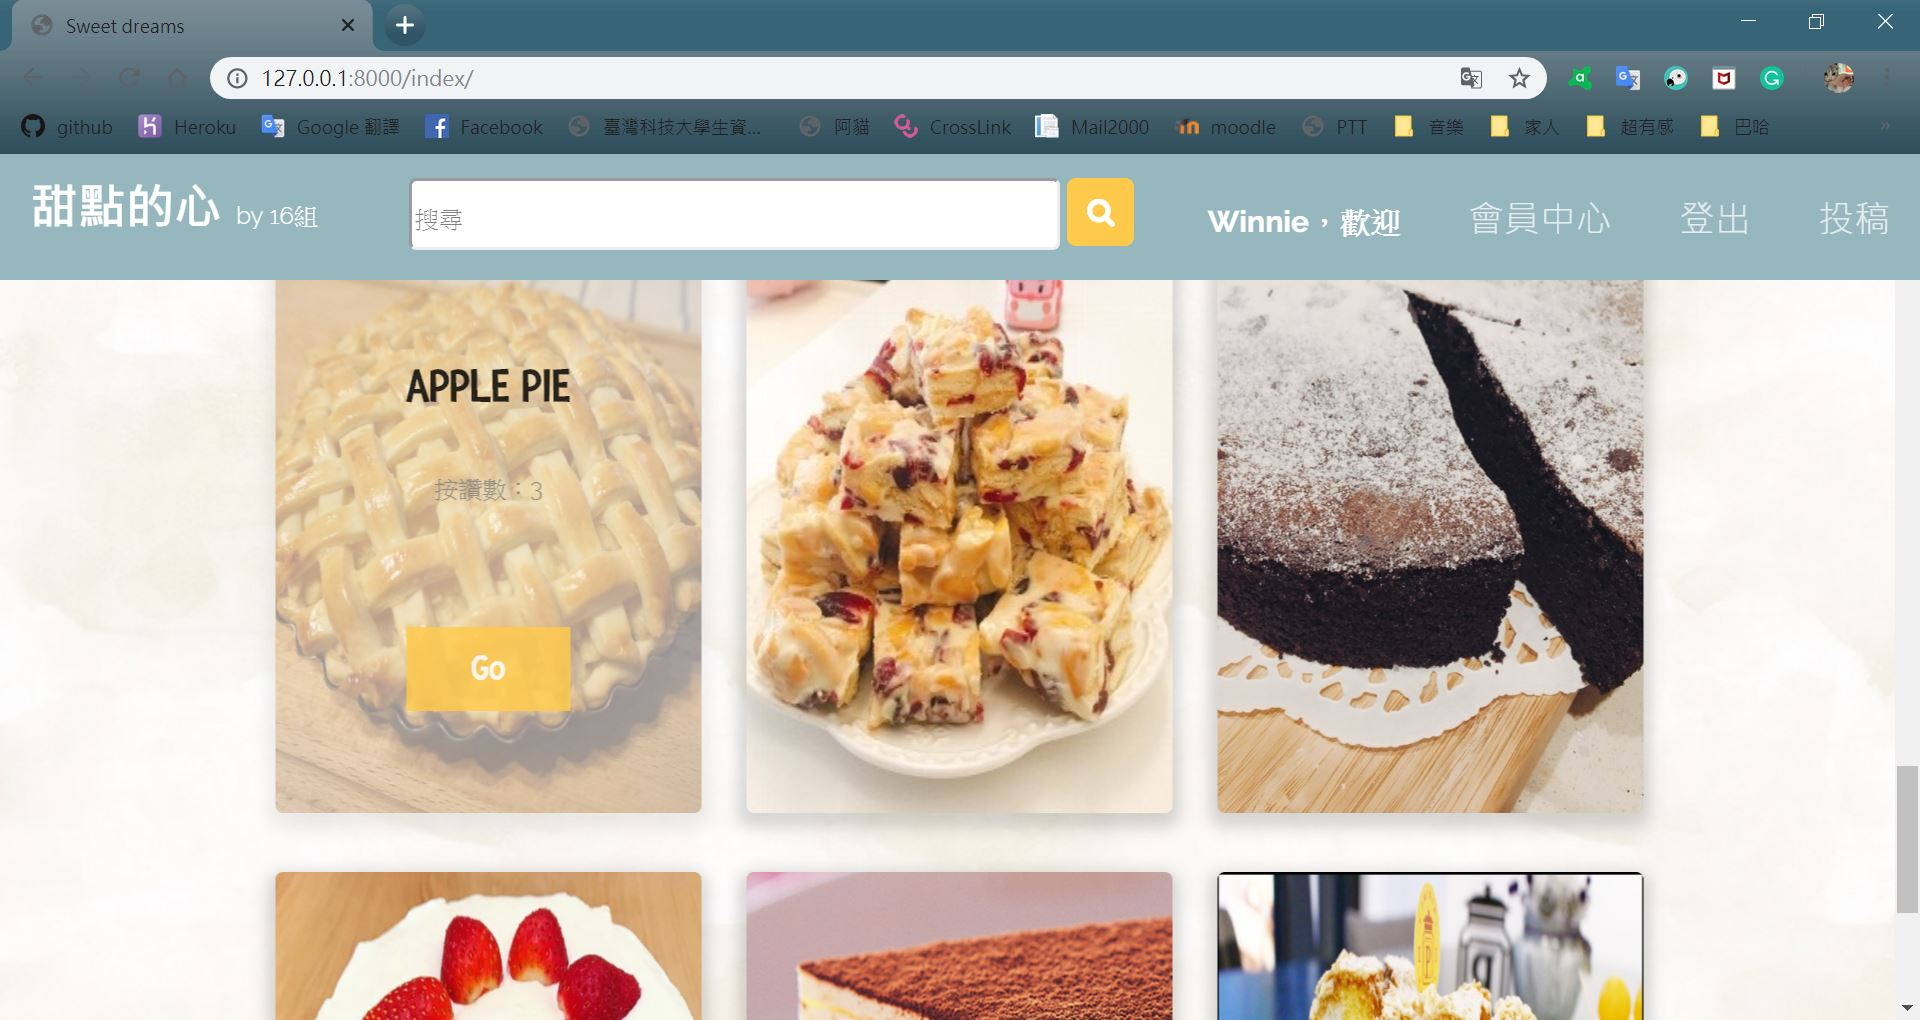 Sweet dreams
127.0.0.1:8000/index/
github
Heroku
Google 翻譯
Facebook
臺灣科技大學生資...
阿貓
CrossLink
Mail2000
moodle
PTT
音樂
家人
超有感
巴哈
»
甜點的心 by 16組
搜尋
Winnie，歡迎
會員中心
登出
投稿
APPLE PIE
按讚數：3
Go